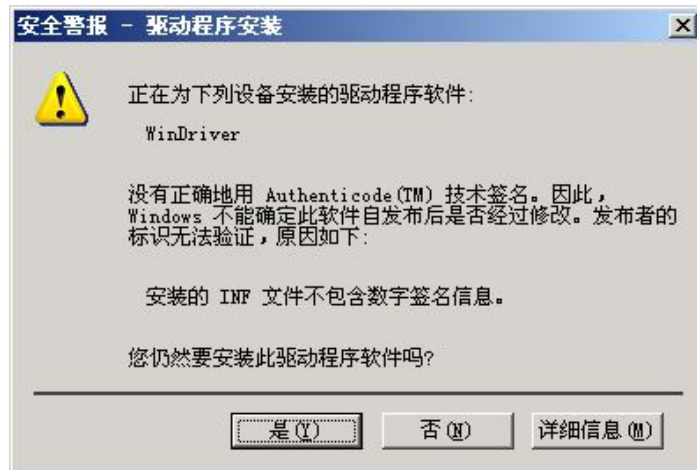 安全警报 - 驱动程序安装
正在为下列设备安装的驱动程序软件:
WinDriver
没有正确地用 Authenticode(TM) 技术签名。因此,
Windows 不能确定此软件自发布后是否经过修改。发布者的
标识无法验证,原因如下:
安装的 INF 文件不包含数字签名信息。
您仍然要安装此驱动程序软件吗?
是(Y) 否(N) 详细信息(M)